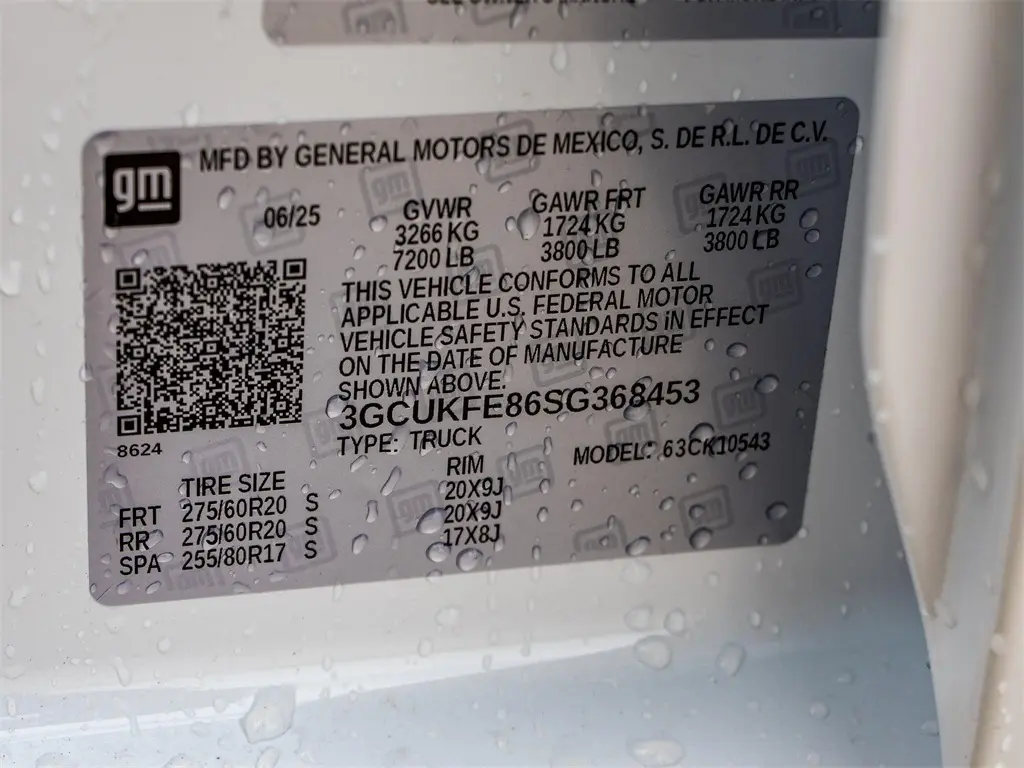 SEE OWNER'S MANUAL
gm
MFD BY GENERAL MOTORS DE MEXICO, S. DE R.L. DE C.V.
06/25 GVWR GAWR FRT GAWR RR
3266 KG 1724 KG 1724 KG
7200 LB 3800 LB 3800 LB
THIS VEHICLE CONFORMS TO ALL
APPLICABLE U.S. FEDERAL MOTOR
VEHICLE SAFETY STANDARDS IN EFFECT
ON THE DATE OF MANUFACTURE
SHOWN ABOVE.
3GCUKFE86SG368453
8624
TYPE: TRUCK MODEL: 63CK10543
TIRE SIZE RIM
FRT 275/60R20 S 20X9J
RR 275/60R20 S 20X9J
SPA 255/80R17 S 17X8J